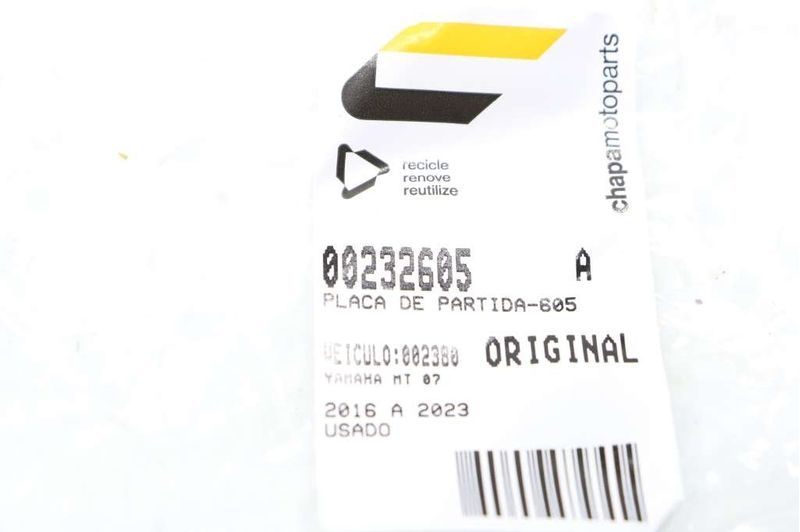 chapamotoparts
recicle
renove
reutilize
00232605 A
PLACA DE PARTIDA-605
VEICULO:002380 ORIGINAL
YAMAHA MT 07
2016 A 2023
USADO